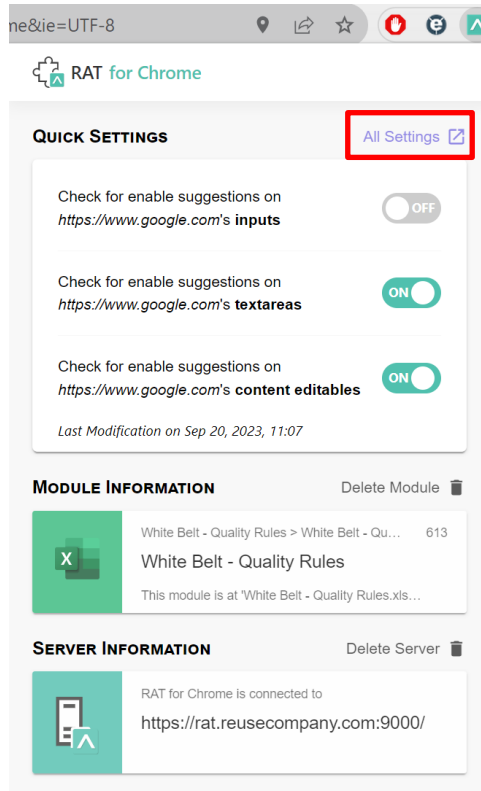 me&ie=UTF-8
RAT for Chrome
QUICK SETTINGS
All Settings
Check for enable suggestions on
https://www.google.com's inputs
OFF
Check for enable suggestions on
https://www.google.com's textareas
ON
Check for enable suggestions on
https://www.google.com's content editables
ON
Last Modification on Sep 20, 2023, 11:07
MODULE INFORMATION
Delete Module
White Belt - Quality Rules > White Belt - Qu...
613
X
White Belt - Quality Rules
This module is at 'White Belt - Quality Rules.xls...
SERVER INFORMATION
Delete Server
RAT for Chrome is connected to
https://rat.reusecompany.com:9000/